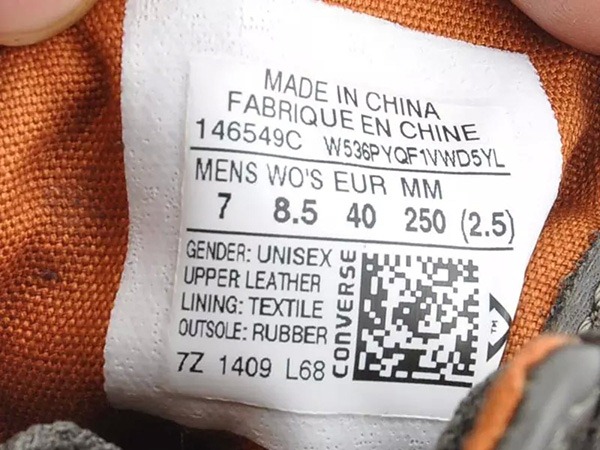 MADE IN CHINA
FABRIQUE EN CHINE
146549C W536PYQF1VWD5YL
MENS WO'S EUR MM
7 8.5 40 250 (2.5)
GENDER: UNISEX
UPPER: LEATHER
LINING: TEXTILE
OUTSOLE: RUBBER
7Z 1409 L68
CONVERSE
TM